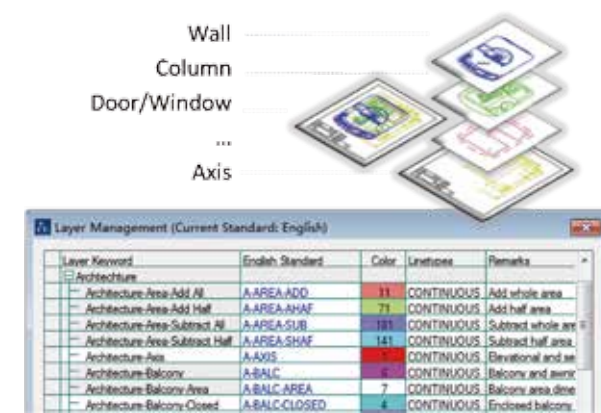 Wall
Column
Door/Window
...
Axis
Layer Management (Current Standard: English)
Layer Keyword English Standard Color Linetypes Remarks
Archtechture
Architecture-Area-Add All A-AREA-ADD 11 CONTINUOUS Add whole area
Architecture-Area-Add Half A-AREA-AHAF 71 CONTINUOUS Add half area
Architecture-Area-Subtract All A-AREA-SUB 181 CONTINUOUS Subtract whole are
Architecture-Area-Subtract Half A-AREA-SHAF 141 CONTINUOUS Subtract half area
Architecture-Axis A-AXIS 1 CONTINUOUS Elevational and se
Architecture-Balcony A-BALC 6 CONTINUOUS Balcony and awnin
Architecture-Balcony Area A-BALC-AREA 7 CONTINUOUS Balcony area dime
Architecture-Balcony-Closed A-BALC-CLOSED 4 CONTINUOUS Enclosed balcony